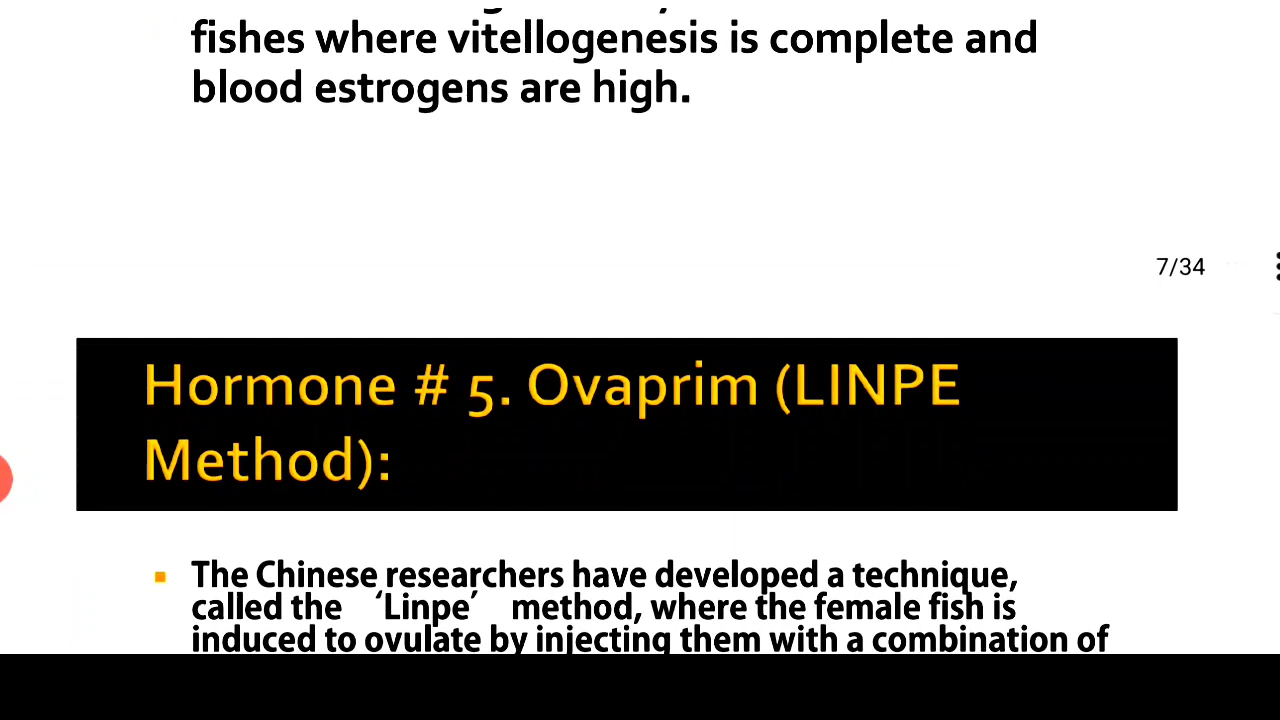 fishes where vitellogenesis is complete and
blood estrogens are high.
7/34
Hormone # 5. Ovaprim (LINPE
Method):
The Chinese researchers have developed a technique,
called the ‘Linpe’ method, where the female fish is
induced to ovulate by injecting them with a combination of